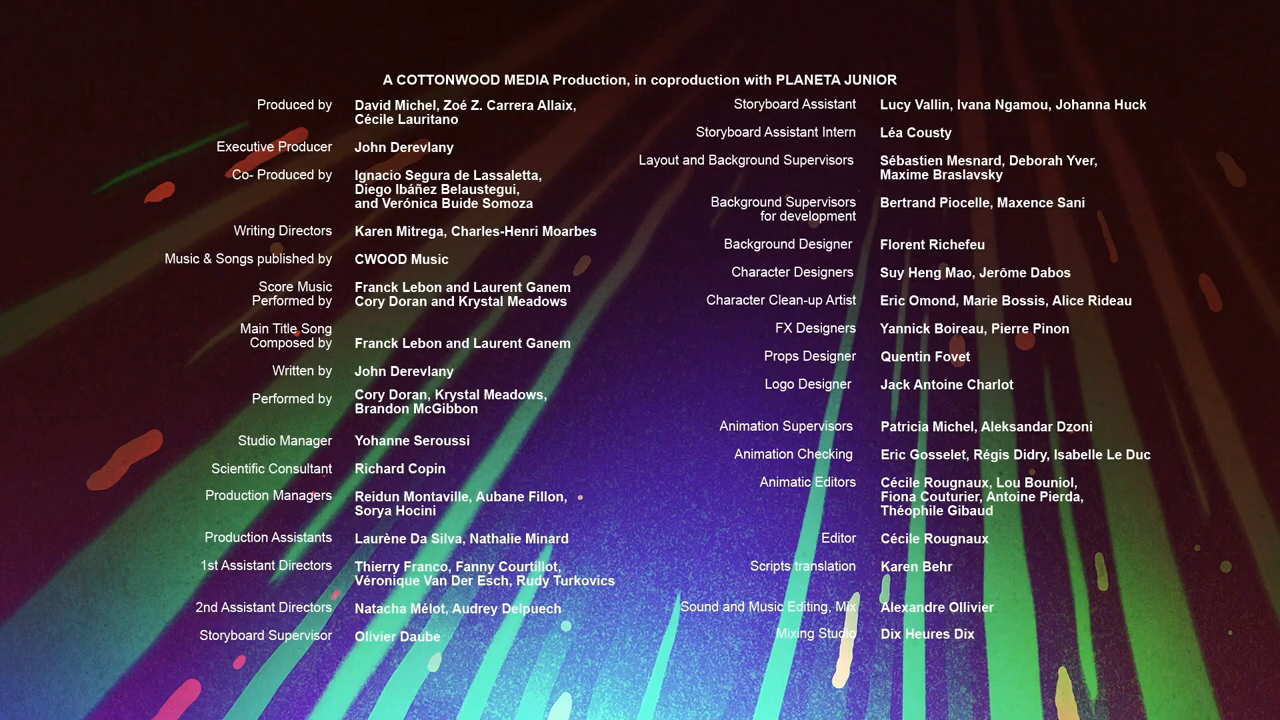 A COTTONWOOD MEDIA Production, in coproduction with PLANETA JUNIOR
Produced by David Michel, Zoé Z. Carrera Allaix,
Cécile Lauritano
Executive Producer John Derevlany
Co- Produced by Ignacio Segura de Lassaletta,
Diego Ibáñez Belaustegui,
and Verónica Buide Somoza
Writing Directors Karen Mitrega, Charles-Henri Moarbes
Music & Songs published by CWOOD Music
Score Music Franck Lebon and Laurent Ganem
Performed by Cory Doran and Krystal Meadows
Main Title Song
Composed by Franck Lebon and Laurent Ganem
Written by John Derevlany
Performed by Cory Doran, Krystal Meadows,
Brandon McGibbon
Studio Manager Yohanne Seroussi
Scientific Consultant Richard Copin
Production Managers Reidun Montaville, Aubane Fillon,
Sorya Hocini
Production Assistants Laurène Da Silva, Nathalie Minard
1st Assistant Directors Thierry Franco, Fanny Courtillot,
Véronique Van Der Esch, Rudy Turkovics
2nd Assistant Directors Natacha Mélot, Audrey Delpuech
Storyboard Supervisor Olivier Daube
Storyboard Assistant Lucy Vallin, Ivana Ngamou, Johanna Huck
Storyboard Assistant Intern Léa Cousty
Layout and Background Supervisors Sébastien Mesnard, Deborah Yver,
Maxime Braslavsky
Background Supervisors Bertrand Piocelle, Maxence Sani
for development
Background Designer Florent Richefeu
Character Designers Suy Heng Mao, Jerôme Dabos
Character Clean-up Artist Eric Omond, Marie Bossis, Alice Rideau
FX Designers Yannick Boireau, Pierre Pinon
Props Designer Quentin Fovet
Logo Designer Jack Antoine Charlot
Animation Supervisors Patricia Michel, Aleksandar Dzoni
Animation Checking Eric Gosselet, Régis Didry, Isabelle Le Duc
Animatic Editors Cécile Rougnaux, Lou Bouniol,
Fiona Couturier, Antoine Pierda,
Théophile Gibaud
Editor Cécile Rougnaux
Scripts translation Karen Behr
Sound and Music Editing, Mix Alexandre Ollivier
Mixing Studio Dix Heures Dix